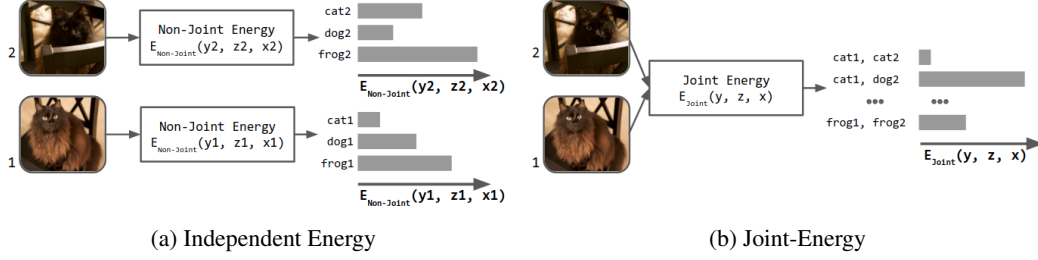 2
Non-Joint Energy
E Non-Joint (y2, z2, x2)
cat2
dog2
frog2
E Non-Joint (y2, z2, x2)
1
Non-Joint Energy
E Non-Joint (y1, z1, x1)
cat1
dog1
frog1
E Non-Joint (y1, z1, x1)
(a) Independent Energy
2
1
Joint Energy
E Joint (y, z, x)
cat1, cat2
cat1, dog2
••• •••
frog1, frog2
E Joint (y, z, x)
(b) Joint-Energy